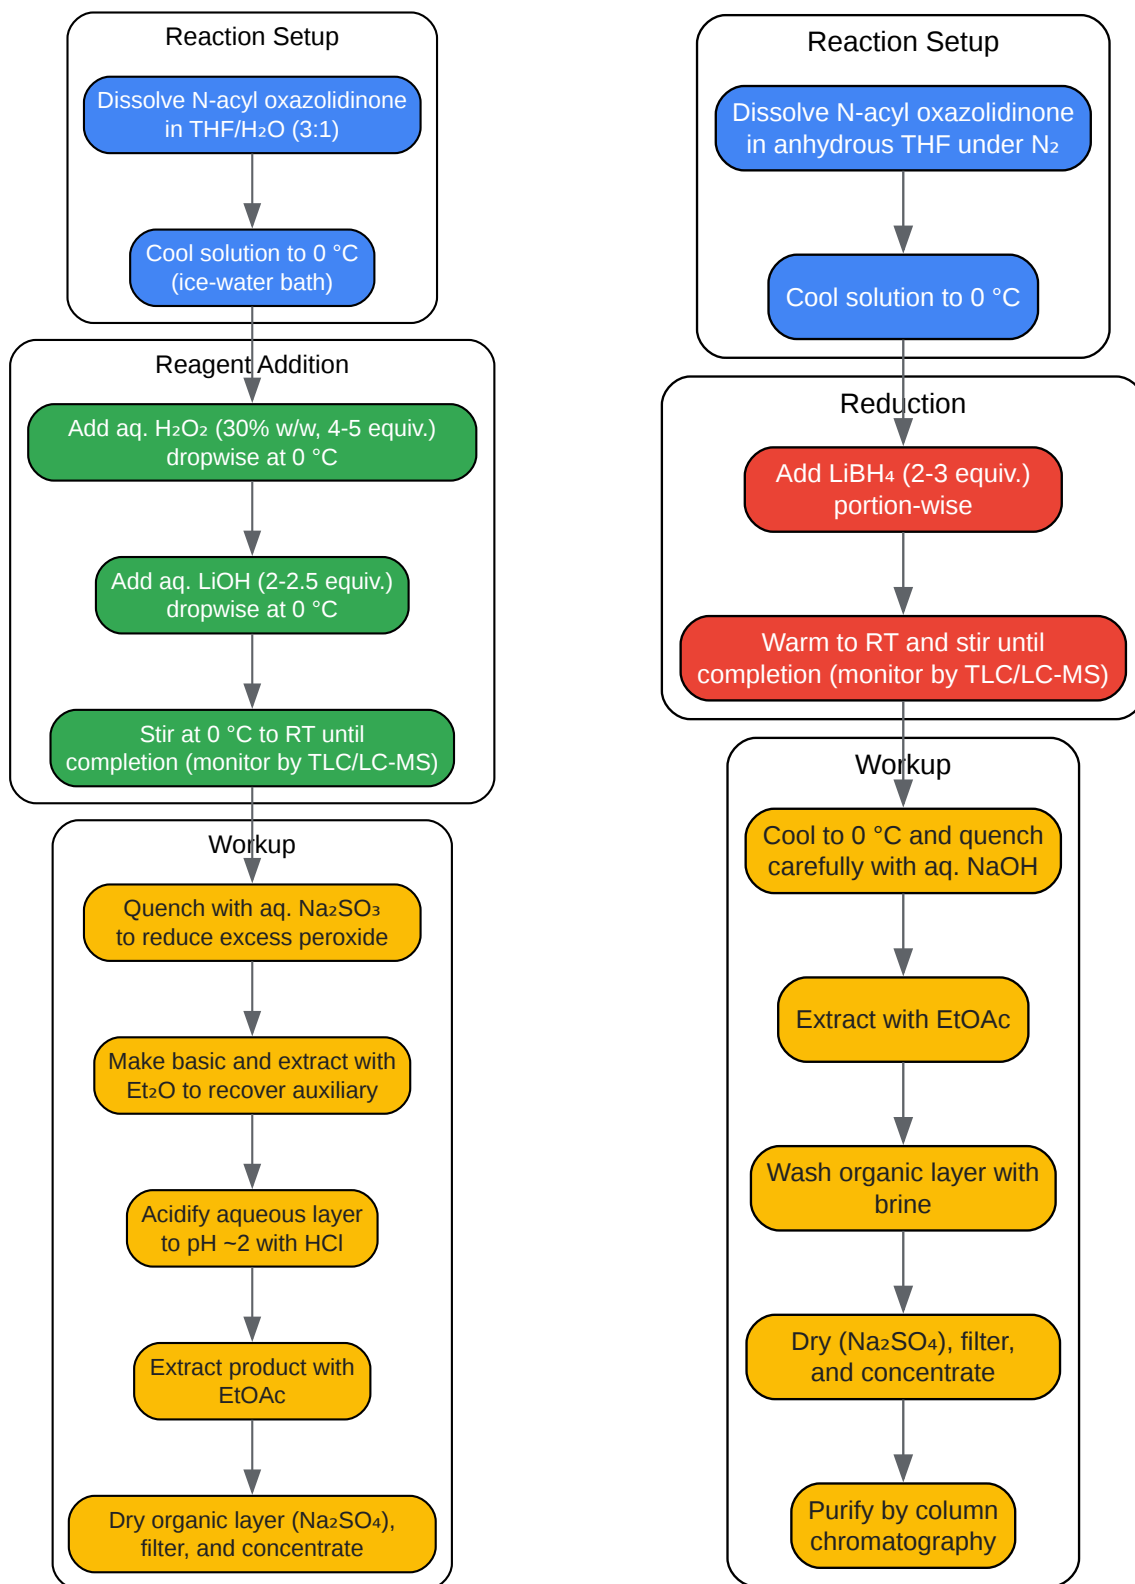 Reaction Setup
Dissolve N-acyl oxazolidinone
in THF/H₂O (3:1)
Cool solution to 0 °C
(ice-water bath)
Reagent Addition
Add aq. H₂O₂ (30% w/w, 4-5 equiv.)
dropwise at 0 °C
Add aq. LiOH (2-2.5 equiv.)
dropwise at 0 °C
Stir at 0 °C to RT until
completion (monitor by TLC/LC-MS)
Workup
Quench with aq. Na₂SO₃
to reduce excess peroxide
Make basic and extract with
Et₂O to recover auxiliary
Acidify aqueous layer
to pH ~2 with HCl
Extract product with
EtOAc
Dry organic layer (Na₂SO₄),
filter, and concentrate
Reaction Setup
Dissolve N-acyl oxazolidinone
in anhydrous THF under N₂
Cool solution to 0 °C
Reduction
Add LiBH₄ (2-3 equiv.)
portion-wise
Warm to RT and stir until
completion (monitor by TLC/LC-MS)
Workup
Cool to 0 °C and quench
carefully with aq. NaOH
Extract with EtOAc
Wash organic layer with
brine
Dry (Na₂SO₄), filter,
and concentrate
Purify by column
chromatography